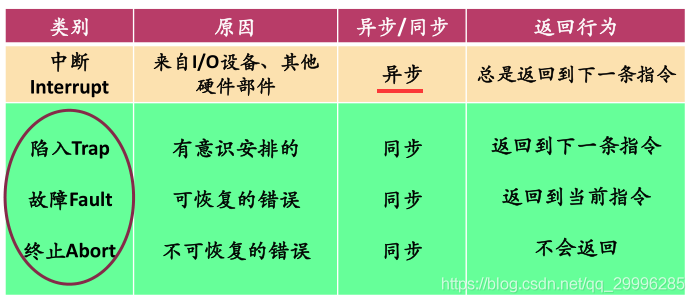 类别 原因 异步/同步 返回行为
中断 Interrupt 来自I/O设备、其他硬件部件 异步 总是返回到下一条指令
陷入Trap 有意识安排的 同步 返回到下一条指令
故障Fault 可恢复的错误 同步 返回到当前指令
终止Abort 不可恢复的错误 同步 不会返回
https://blog.csdn.net/qq_29996285